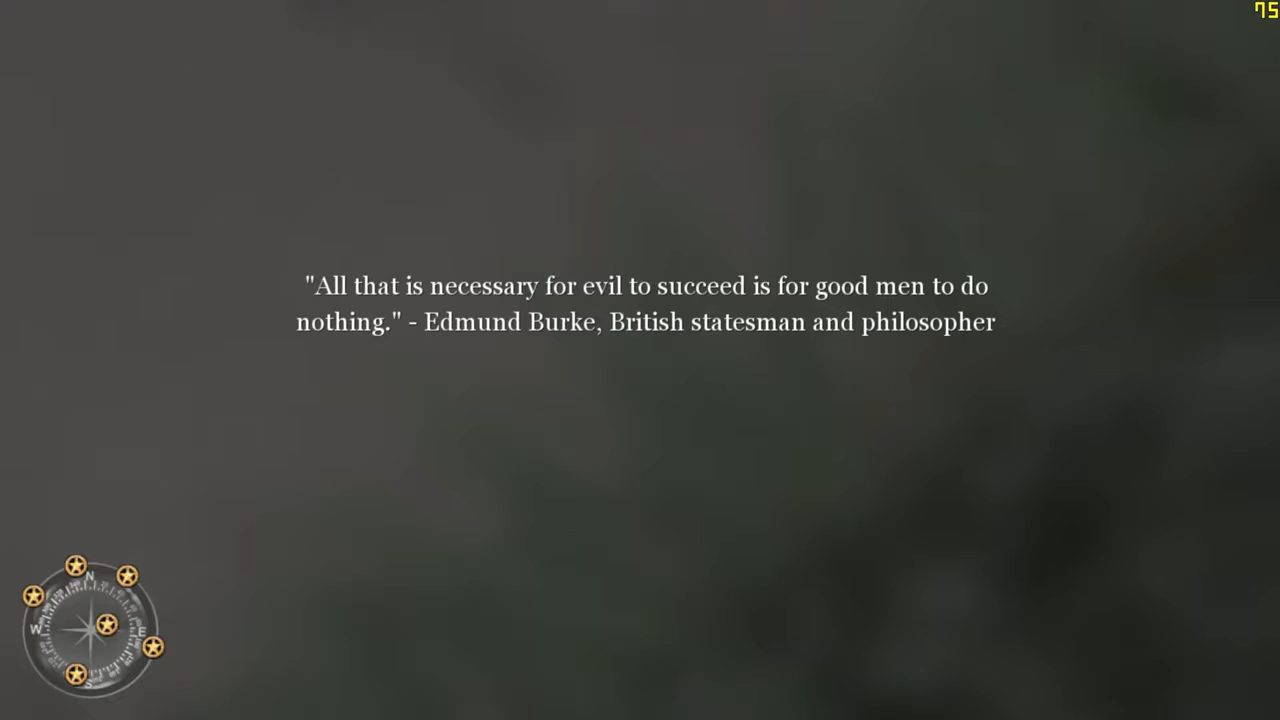 75
"All that is necessary for evil to succeed is for good men to do
nothing." - Edmund Burke, British statesman and philosopher
N
W
E
S